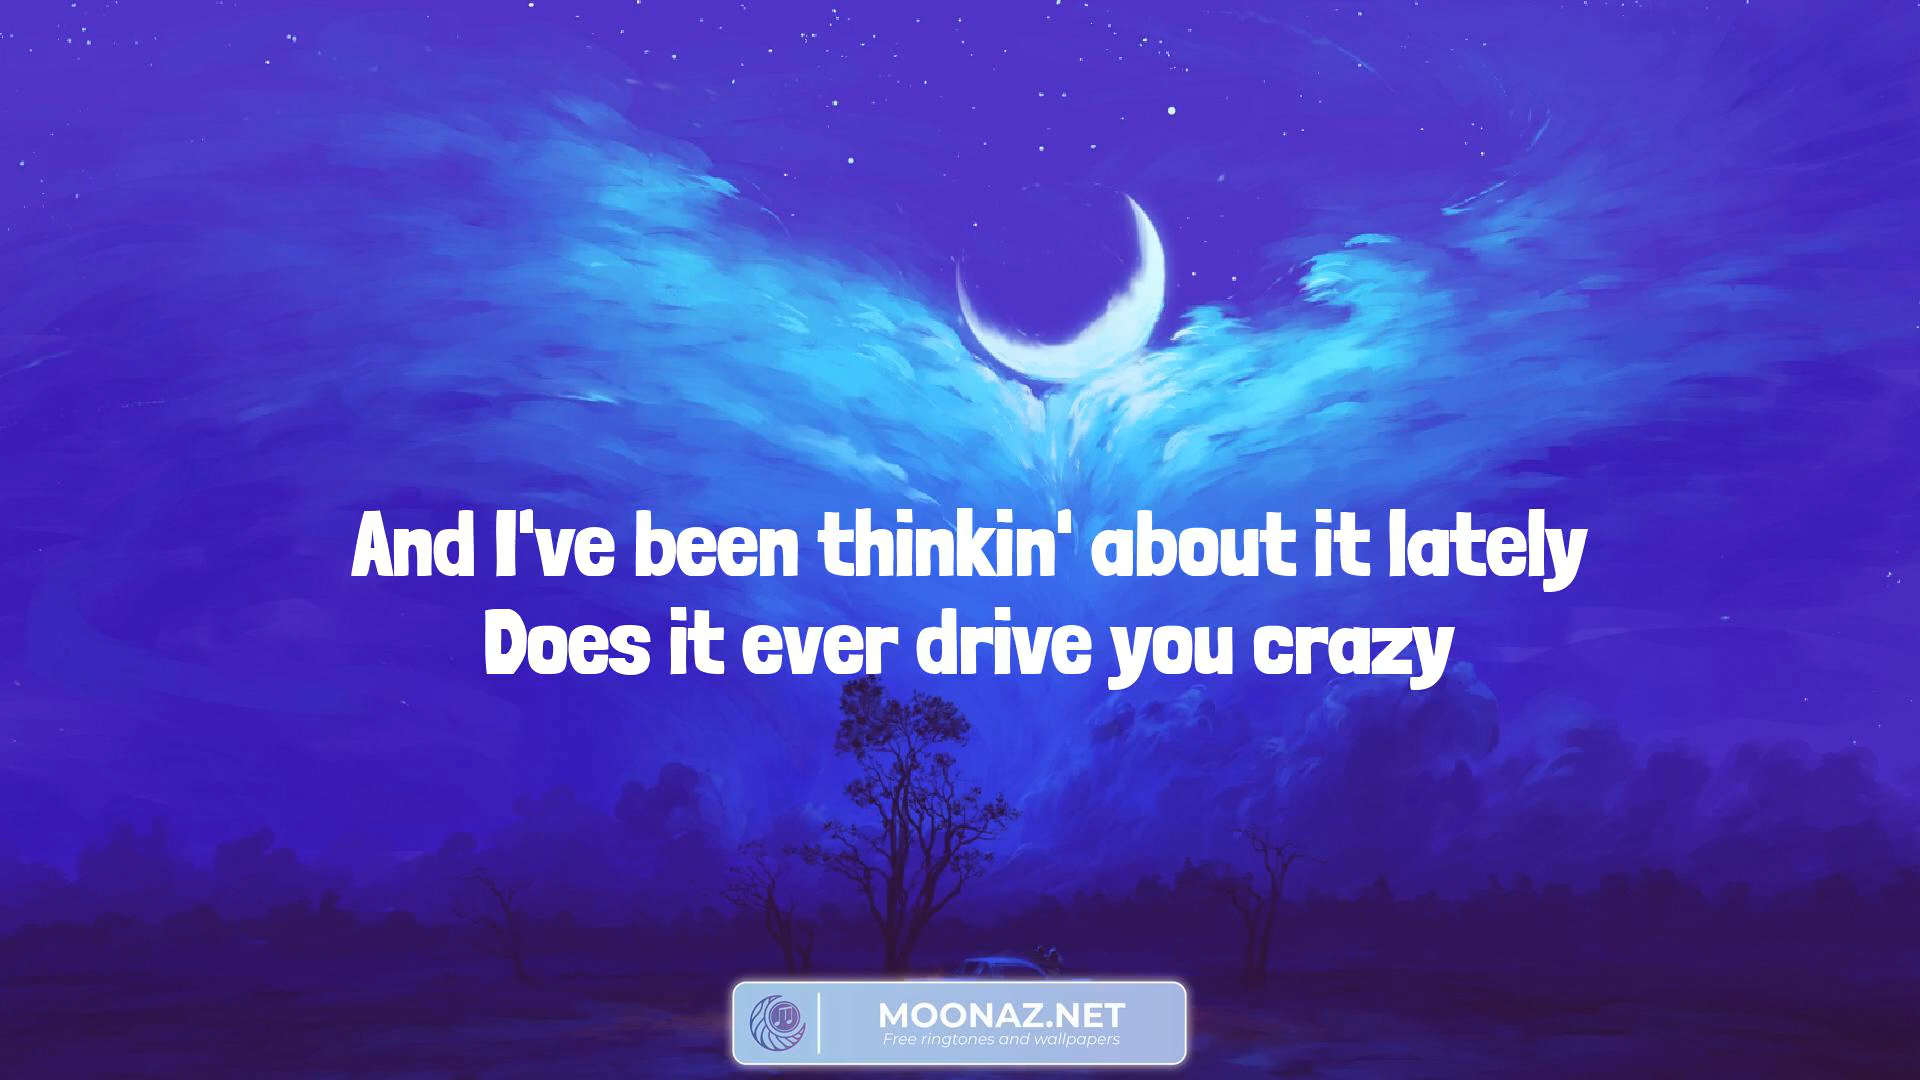 And I've been thinkin' about it lately
Does it ever drive you crazy
MOONAZ.NET
Free ringtones and wallpapers